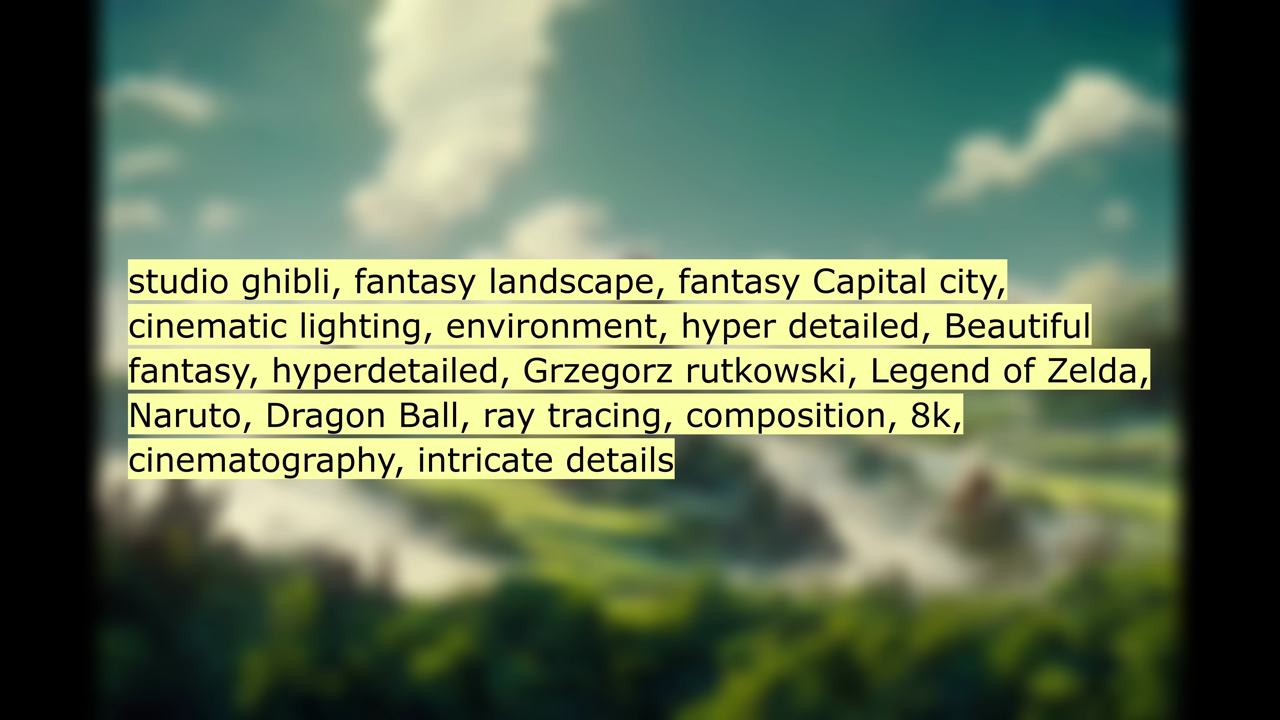 studio ghibli, fantasy landscape, fantasy Capital city,
cinematic lighting, environment, hyper detailed, Beautiful
fantasy, hyperdetailed, Grzegorz rutkowski, Legend of Zelda,
Naruto, Dragon Ball, ray tracing, composition, 8k,
cinematography, intricate details